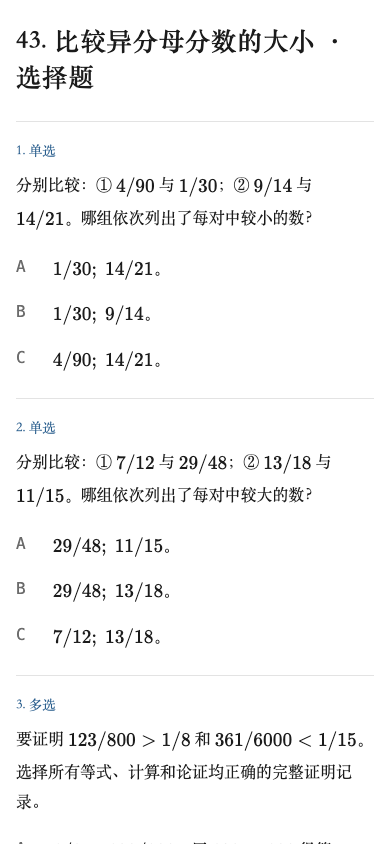 43. 比较异分母分数的大小 ·
选择题
1. 单选
分别比较：① 4/90 与 1/30；② 9/14 与
14/21。哪组依次列出了每对中较小的数？
A 1/30；14/21。
B 1/30；9/14。
C 4/90；14/21。
2. 单选
分别比较：① 7/12 与 29/48；② 13/18 与
11/15。哪组依次列出了每对中较大的数？
A 29/48；11/15。
B 29/48；13/18。
C 7/12；13/18。
3. 多选
要证明 123/800 > 1/8 和 361/6000 < 1/15。
选择所有等式、计算和论证均正确的完整证明记
录。